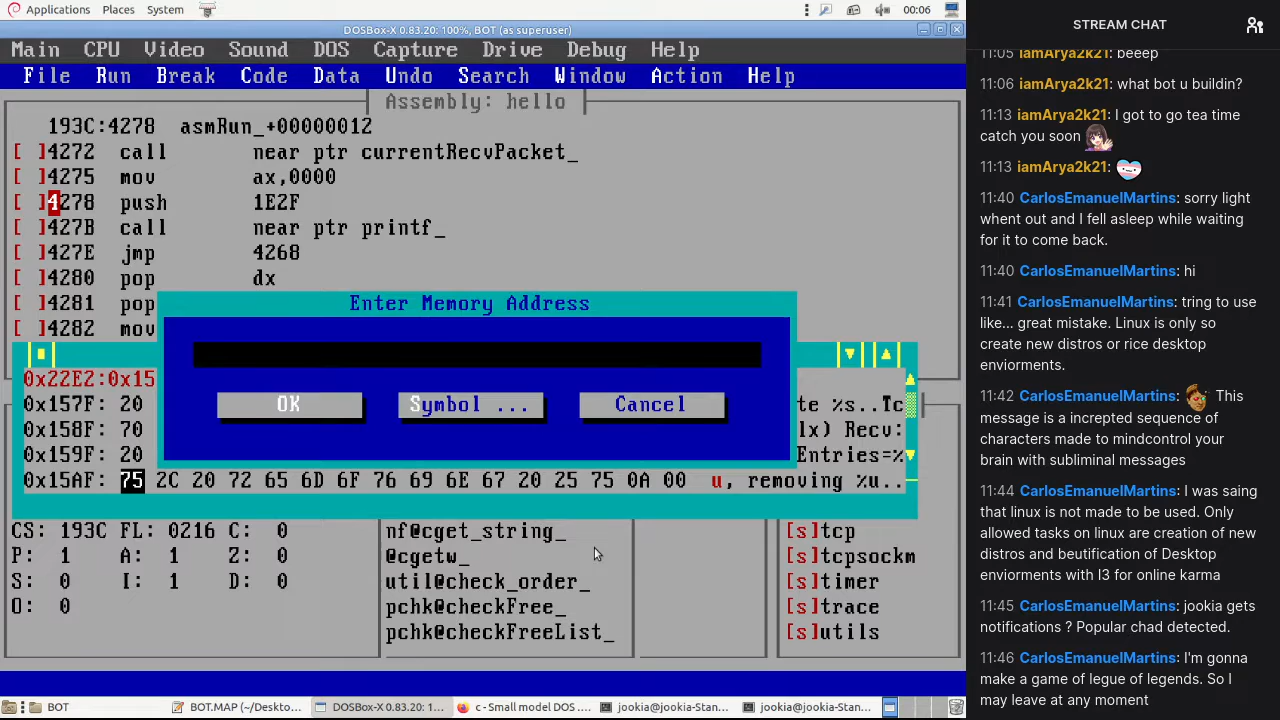 Applications Places System 00:06
DOSBox-X 0.83.20: 100%, BOT (as superuser)
Main CPU Video Sound DOS Capture Drive Debug Help
File Run Break Code Data Undo Search Window Action Help
Assembly: hello
193C:4278 asmRun_+00000012
[ ]4272 call near ptr currentRecvPacket_
[ ]4275 mov ax,0000
[ ]4278 push 1E2F
[ ]427B call near ptr printf_
[ ]427E jmp 4268
[ ]4280 pop dx
[ ]4281 pop
[ ]4282 mov
Enter Memory Address
OK Symbol ... Cancel
0x22E2:0x15
0x157F: 20 te %s..Tc
0x158F: 70 lx) Recv:
0x159F: 20 Entries=%
0x15AF: 75 2C 20 72 65 6D 6F 76 69 6E 67 20 25 75 0A 00 u, removing %u..
CS: 193C FL: 0216 C: 0
P: 1 A: 1 Z: 0
S: 0 I: 1 D: 0
O: 0
nf@cget_string_
@cgetw_
util@check_order_
pchk@checkFree_
pchk@checkFreeList_
[s]tcp
[s]tcpsockm
[s]timer
[s]trace
[s]utils
BOT
BOT.MAP (~/Deskto...
DOSBox-X 0.83.20: 1...
c - Small model DOS ...
jookia@jookia-Stan...
jookia@jookia-Stan...
STREAM CHAT
11:05 iamArya2k21: beeep
11:06 iamArya2k21: what bot u buildin?
11:13 iamArya2k21: I got to go tea time
catch you soon
11:13 iamArya2k21:
11:40 CarlosEmanuelMartins: sorry light
whent out and I fell asleep while waiting
for it to come back.
11:40 CarlosEmanuelMartins: hi
11:41 CarlosEmanuelMartins: tring to use
like... great mistake. Linux is only so
create new distros or rice desktop
enviorments.
11:42 CarlosEmanuelMartins: This
message is a increpted sequence of
characters made to mindcontrol your
brain with subliminal messages
11:44 CarlosEmanuelMartins: I was saing
that linux is not made to be used. Only
allowed tasks on linux are creation of new
distros and beutification of Desktop
enviorments with I3 for online karma
11:45 CarlosEmanuelMartins: jookia gets
notifications ? Popular chad detected.
11:46 CarlosEmanuelMartins: I'm gonna
make a game of legue of legends. So I
may leave at any moment